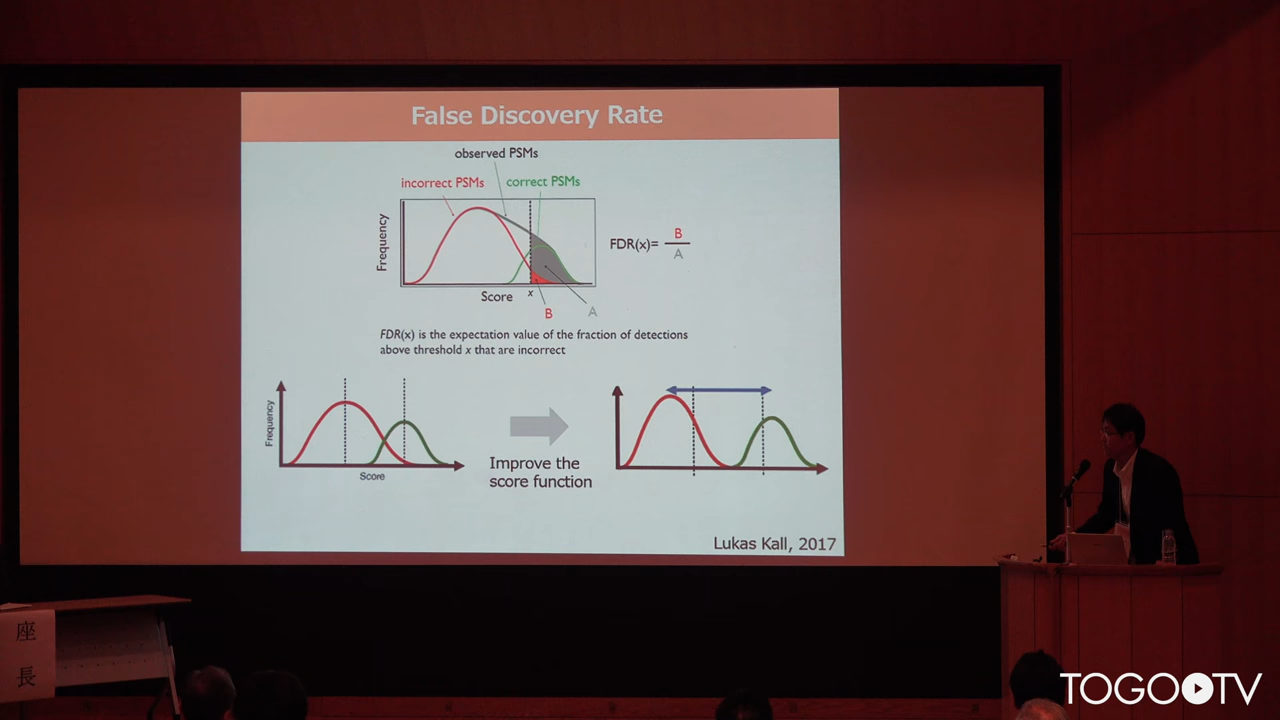 False Discovery Rate
observed PSMs
incorrect PSMs
correct PSMs
Frequency
Score
x
B
A
FDR(x)=
B
A
FDR(x) is the expectation value of the fraction of detections
above threshold x that are incorrect
Frequency
Score
Improve the
score function
Lukas Kall, 2017
座
長
TOGOTV